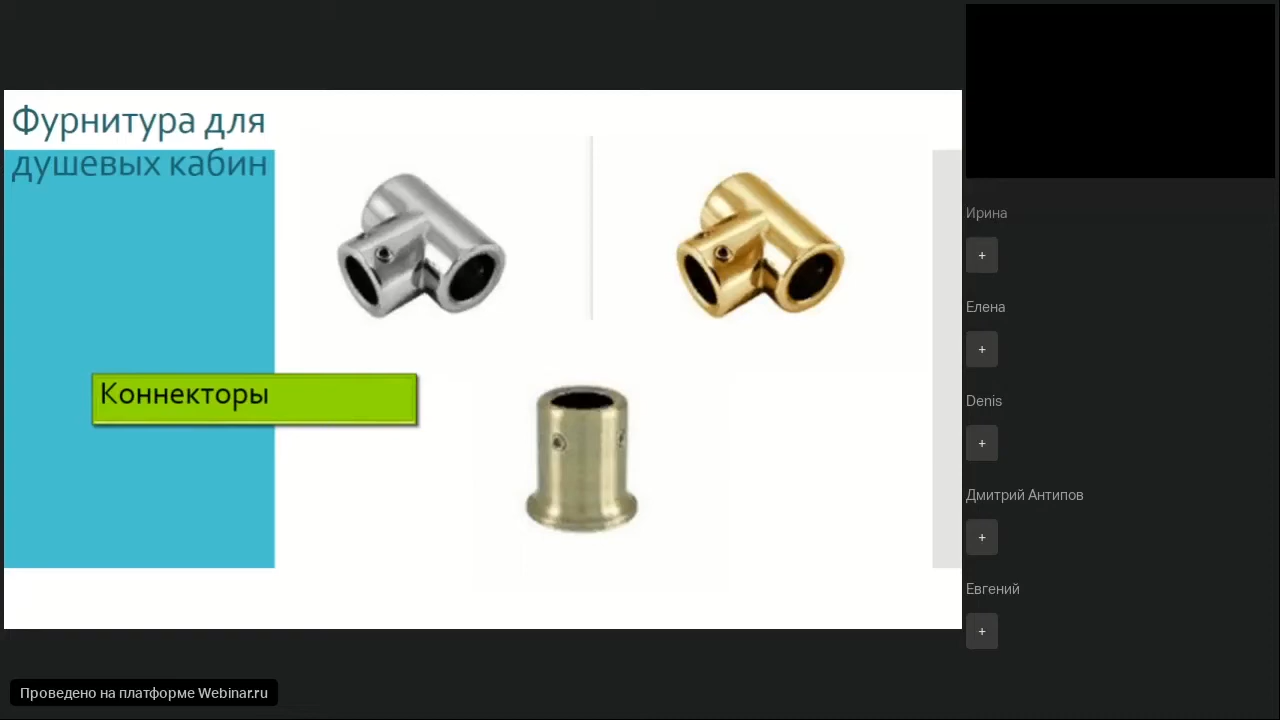 Фурнитура для
душевых кабин
Коннекторы
Ирина
+
Елена
+
Denis
+
Дмитрий Антипов
+
Евгений
+
Проведено на платформе Webinar.ru